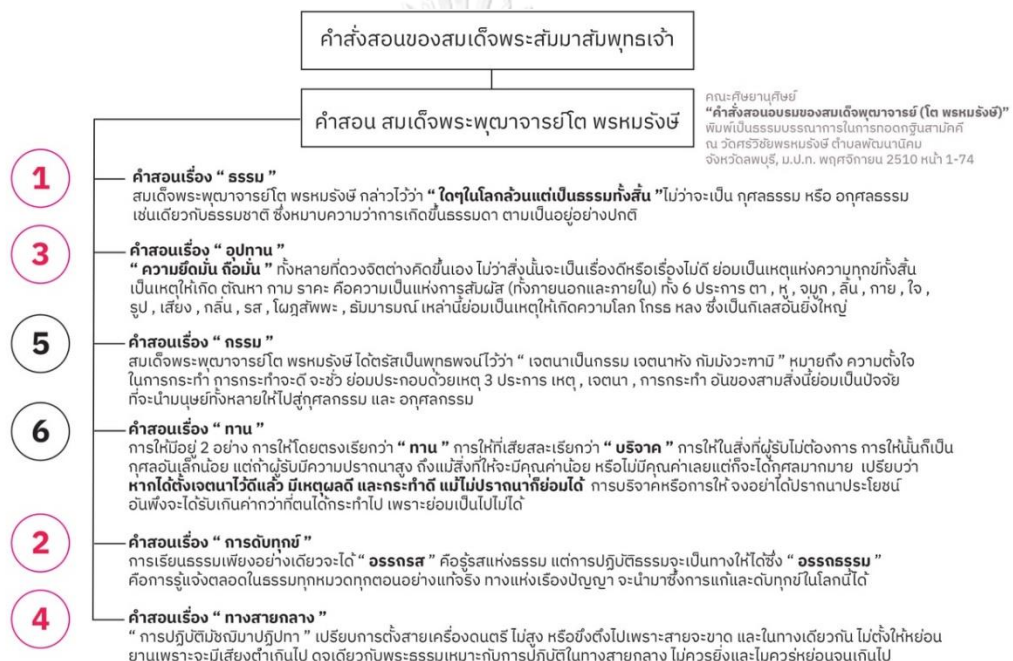 คำสั่งสอนของสมเด็จพระสัมมาสัมพุทธเจ้า
คำสอน สมเด็จพระพุฒาจารย์โต พรหมรังษี
คณะศิษยานุศิษย์
“คำสั่งสอนอบรมของสมเด็จพุฒาจารย์ (โต พรหมรังษี)”
พิมพ์เป็นธรรมบรรณาการในการทอดกฐินสามัคคี
ณ วัดศรัวิชัยพรหมรังษี ตำบลพัฒนานิคม
จังหวัดลพบุรี, ม.ป.ท. พฤศจิกายน 2510 หน้า 1-74
1
คำสอนเรื่อง “ ธรรม ”
สมเด็จพระพุฒาจารย์โต พรหมรังษี กล่าวไว้ว่า “ ใดๆในโลกล้วนแต่เป็นธรรมทั้งสิ้น ”ไม่ว่าจะเป็น กุศลธรรม หรือ อกุศลธรรม
เช่นเดียวกับธรรมชาติ ซึ่งหมายความว่าการเกิดขึ้นธรรมดา ตามเป็นอยู่อย่างปกติ
3
คำสอนเรื่อง “ อุปทาน ”
“ ความยึดมั่น ถือมั่น ” ทั้งหลายที่ดวงจิตต่างคิดขึ้นเอง ไม่ว่าสิ่งนั้นจะเป็นเรื่องดีหรือเรื่องไม่ดี ย่อมเป็นเหตุแห่งความทุกข์ทั้งสิ้น
เป็นเหตุให้เกิด ตัณหา กาม ราคะ คือความเป็นแห่งการสัมผัส (ทั้งภายนอกและภายใน) ทั้ง 6 ประการ ตา , หู , จมูก , ลิ้น , กาย , ใจ ,
รูป , เสียง , กลิ่น , รส , โผฎสัพพะ , ธัมมารมณ์ เหล่านี้ย่อมเป็นเหตุให้เกิดความโลภ โกรธ หลง ซึ่งเป็นกิเลสอันยิ่งใหญ่
5
คำสอนเรื่อง “ กรรม ”
สมเด็จพระพุฒาจารย์โต พรหมรังษี ได้ตรัสเป็นพุทธพจน์ไว้ว่า “ เจตนาเป็นกรรม เจตนาหัง กัมมังวะทามิ ” หมายถึง ความตั้งใจ
ในการกระทำ การกระทำจะดี จะชั่ว ย่อมประกอบด้วยเหตุ 3 ประการ เหตุ , เจตนา , การกระทำ อันของสามสิ่งนี้ย่อมเป็นปัจจัย
ที่จะนำมนุษย์ทั้งหลายให้ไปสู่กุศลกรรม และ อกุศลกรรม
6
คำสอนเรื่อง “ ทาน ”
การให้มีอยู่ 2 อย่าง การให้โดยตรงเรียกว่า “ ทาน ” การให้ที่เสียสละเรียกว่า “ บริจาค ” การให้ในสิ่งที่ผู้รับไม่ต้องการ การให้นั้นก็เป็น
กุศลอันเล็กน้อย แต่ถ้าผู้รับมีความปราถนาสูง ถึงแม้สิ่งที่ให้จะมีคุณค่าน้อย หรือไม่มีคุณค่าเลยแต่ก็จะได้กุศลมากมาย เปรียบว่า
หากได้ตั้งเจตนาไว้ดีแล้ว มีเหตุผลดี และกระทำดี แม้ไม่ปราถนาก็ย่อมได้ การบริจาคหรือการให้ จงอย่าได้ปราถนาประโยชน์
อันพึงจะได้รับเกินค่ากว่าที่ตนได้กระทำไป เพราะย่อมเป็นไปไม่ได้
2
คำสอนเรื่อง “ การดับทุกข์ ”
การเรียนธรรมเพียงอย่างเดียวจะได้ “ อรรถรส ” คือรู้รสแห่งธรรม แต่การปฏิบัติธรรมจะเป็นทางให้ได้ซึ่ง “ อรรถธรรม ”
คือการรู้แจ้งตลอดในธรรมทุกหมวดทุกตอนอย่างแท้จริง ทางแห่งเรืองปัญญา จะนำมาซึ่งการแก้และดับทุกข์ในโลกนี้ได้
4
คำสอนเรื่อง “ ทางสายกลาง ”
“ การปฏิบัติมัชฌิมาปฏิปทา ” เปรียบการตั้งสายเครื่องดนตรี ไม่สูง หรือขึงตึงไปเพราะสายจะขาด และในทางเดียวกัน ไม่ตั้งให้หย่อน
ยานเพราะจะมีเสียงต่ำเกินไป ดุจเดียวกับพระธรรมเหมาะกับการปฏิบัติในทางสายกลาง ไม่ควรยิ่งและไม่ควรหย่อนจนเกินไป